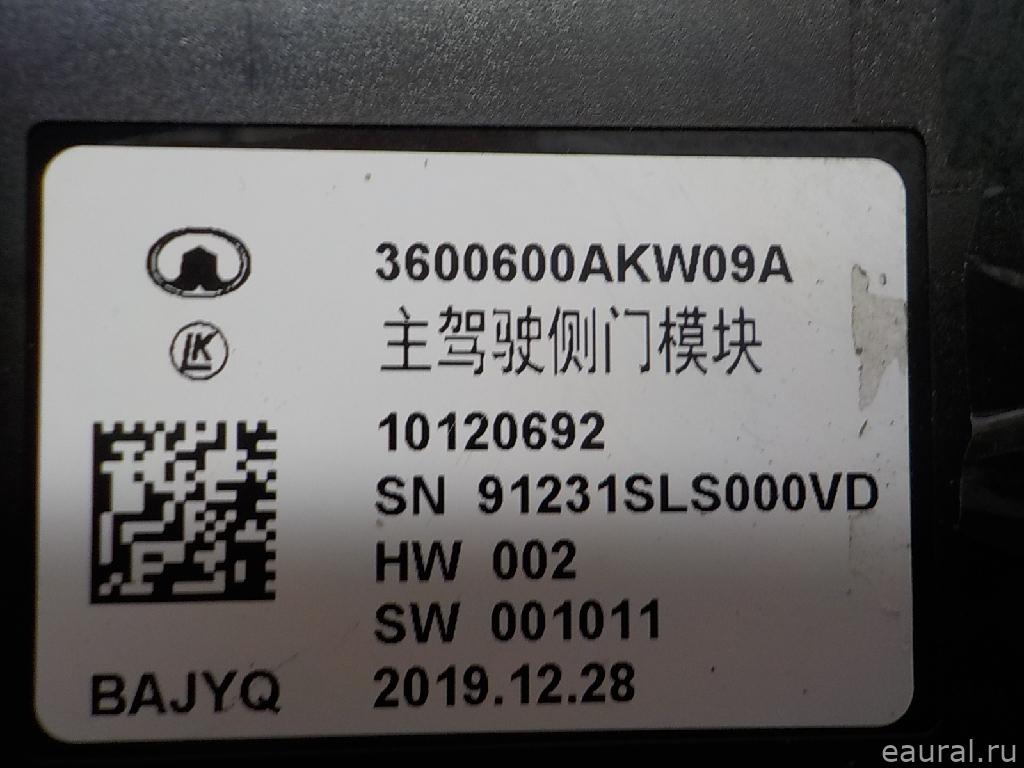 3600600AKW09A
主驾驶侧门模块
LK
10120692
SN 91231SLS000VD
HW 002
SW 001011
BAJYQ 2019.12.28
eaural.ru